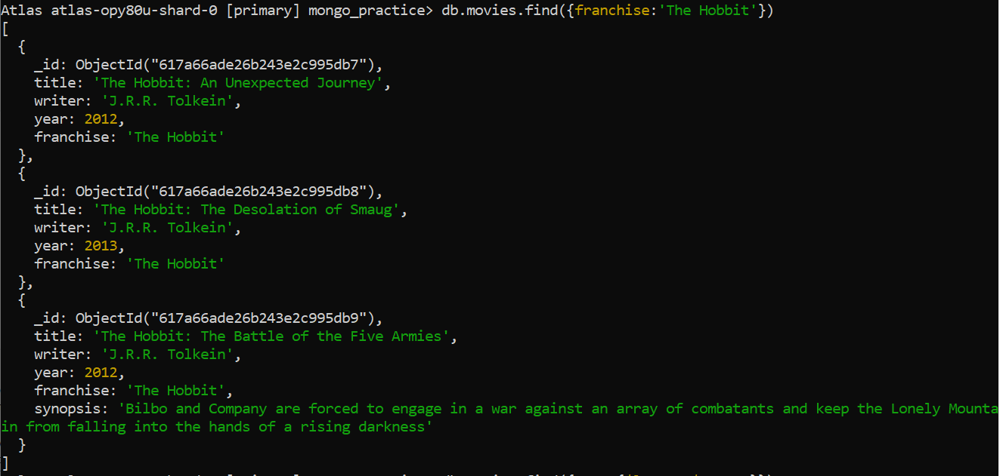 Atlas atlas-opy80u-shard-0 [primary] mongo_practice> db.movies.find({franchise:'The Hobbit'})
[
  {
    _id: ObjectId("617a66ade26b243e2c995db7"),
    title: 'The Hobbit: An Unexpected Journey',
    writer: 'J.R.R. Tolkein',
    year: 2012,
    franchise: 'The Hobbit'
  },
  {
    _id: ObjectId("617a66ade26b243e2c995db8"),
    title: 'The Hobbit: The Desolation of Smaug',
    writer: 'J.R.R. Tolkein',
    year: 2013,
    franchise: 'The Hobbit'
  },
  {
    _id: ObjectId("617a66ade26b243e2c995db9"),
    title: 'The Hobbit: The Battle of the Five Armies',
    writer: 'J.R.R. Tolkein',
    year: 2012,
    franchise: 'The Hobbit',
    synopsis: 'Bilbo and Company are forced to engage in a war against an array of combatants and keep the Lonely Mounta
in from falling into the hands of a rising darkness'
  }
]